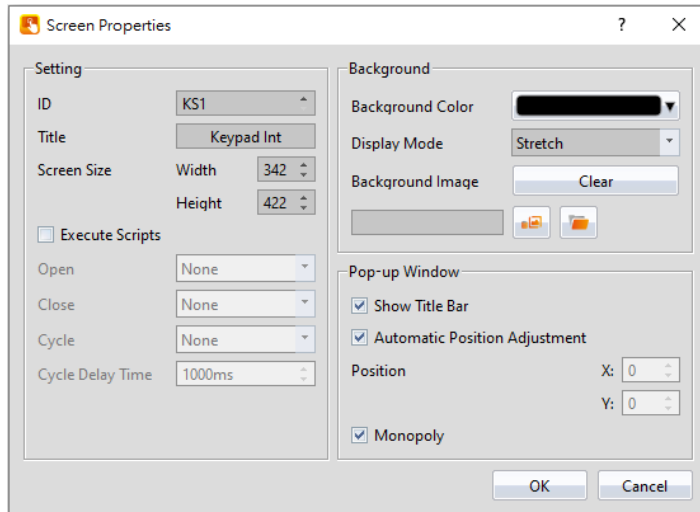 Screen Properties
?
Setting
ID
KS1
Title
Keypad Int
Screen Size
Width
342
Height
422
Execute Scripts
Open
None
Close
None
Cycle
None
Cycle Delay Time
1000ms
Background
Background Color
Display Mode
Stretch
Background Image
Clear
Pop-up Window
Show Title Bar
Automatic Position Adjustment
Position
X:
0
Y:
0
Monopoly
OK
Cancel